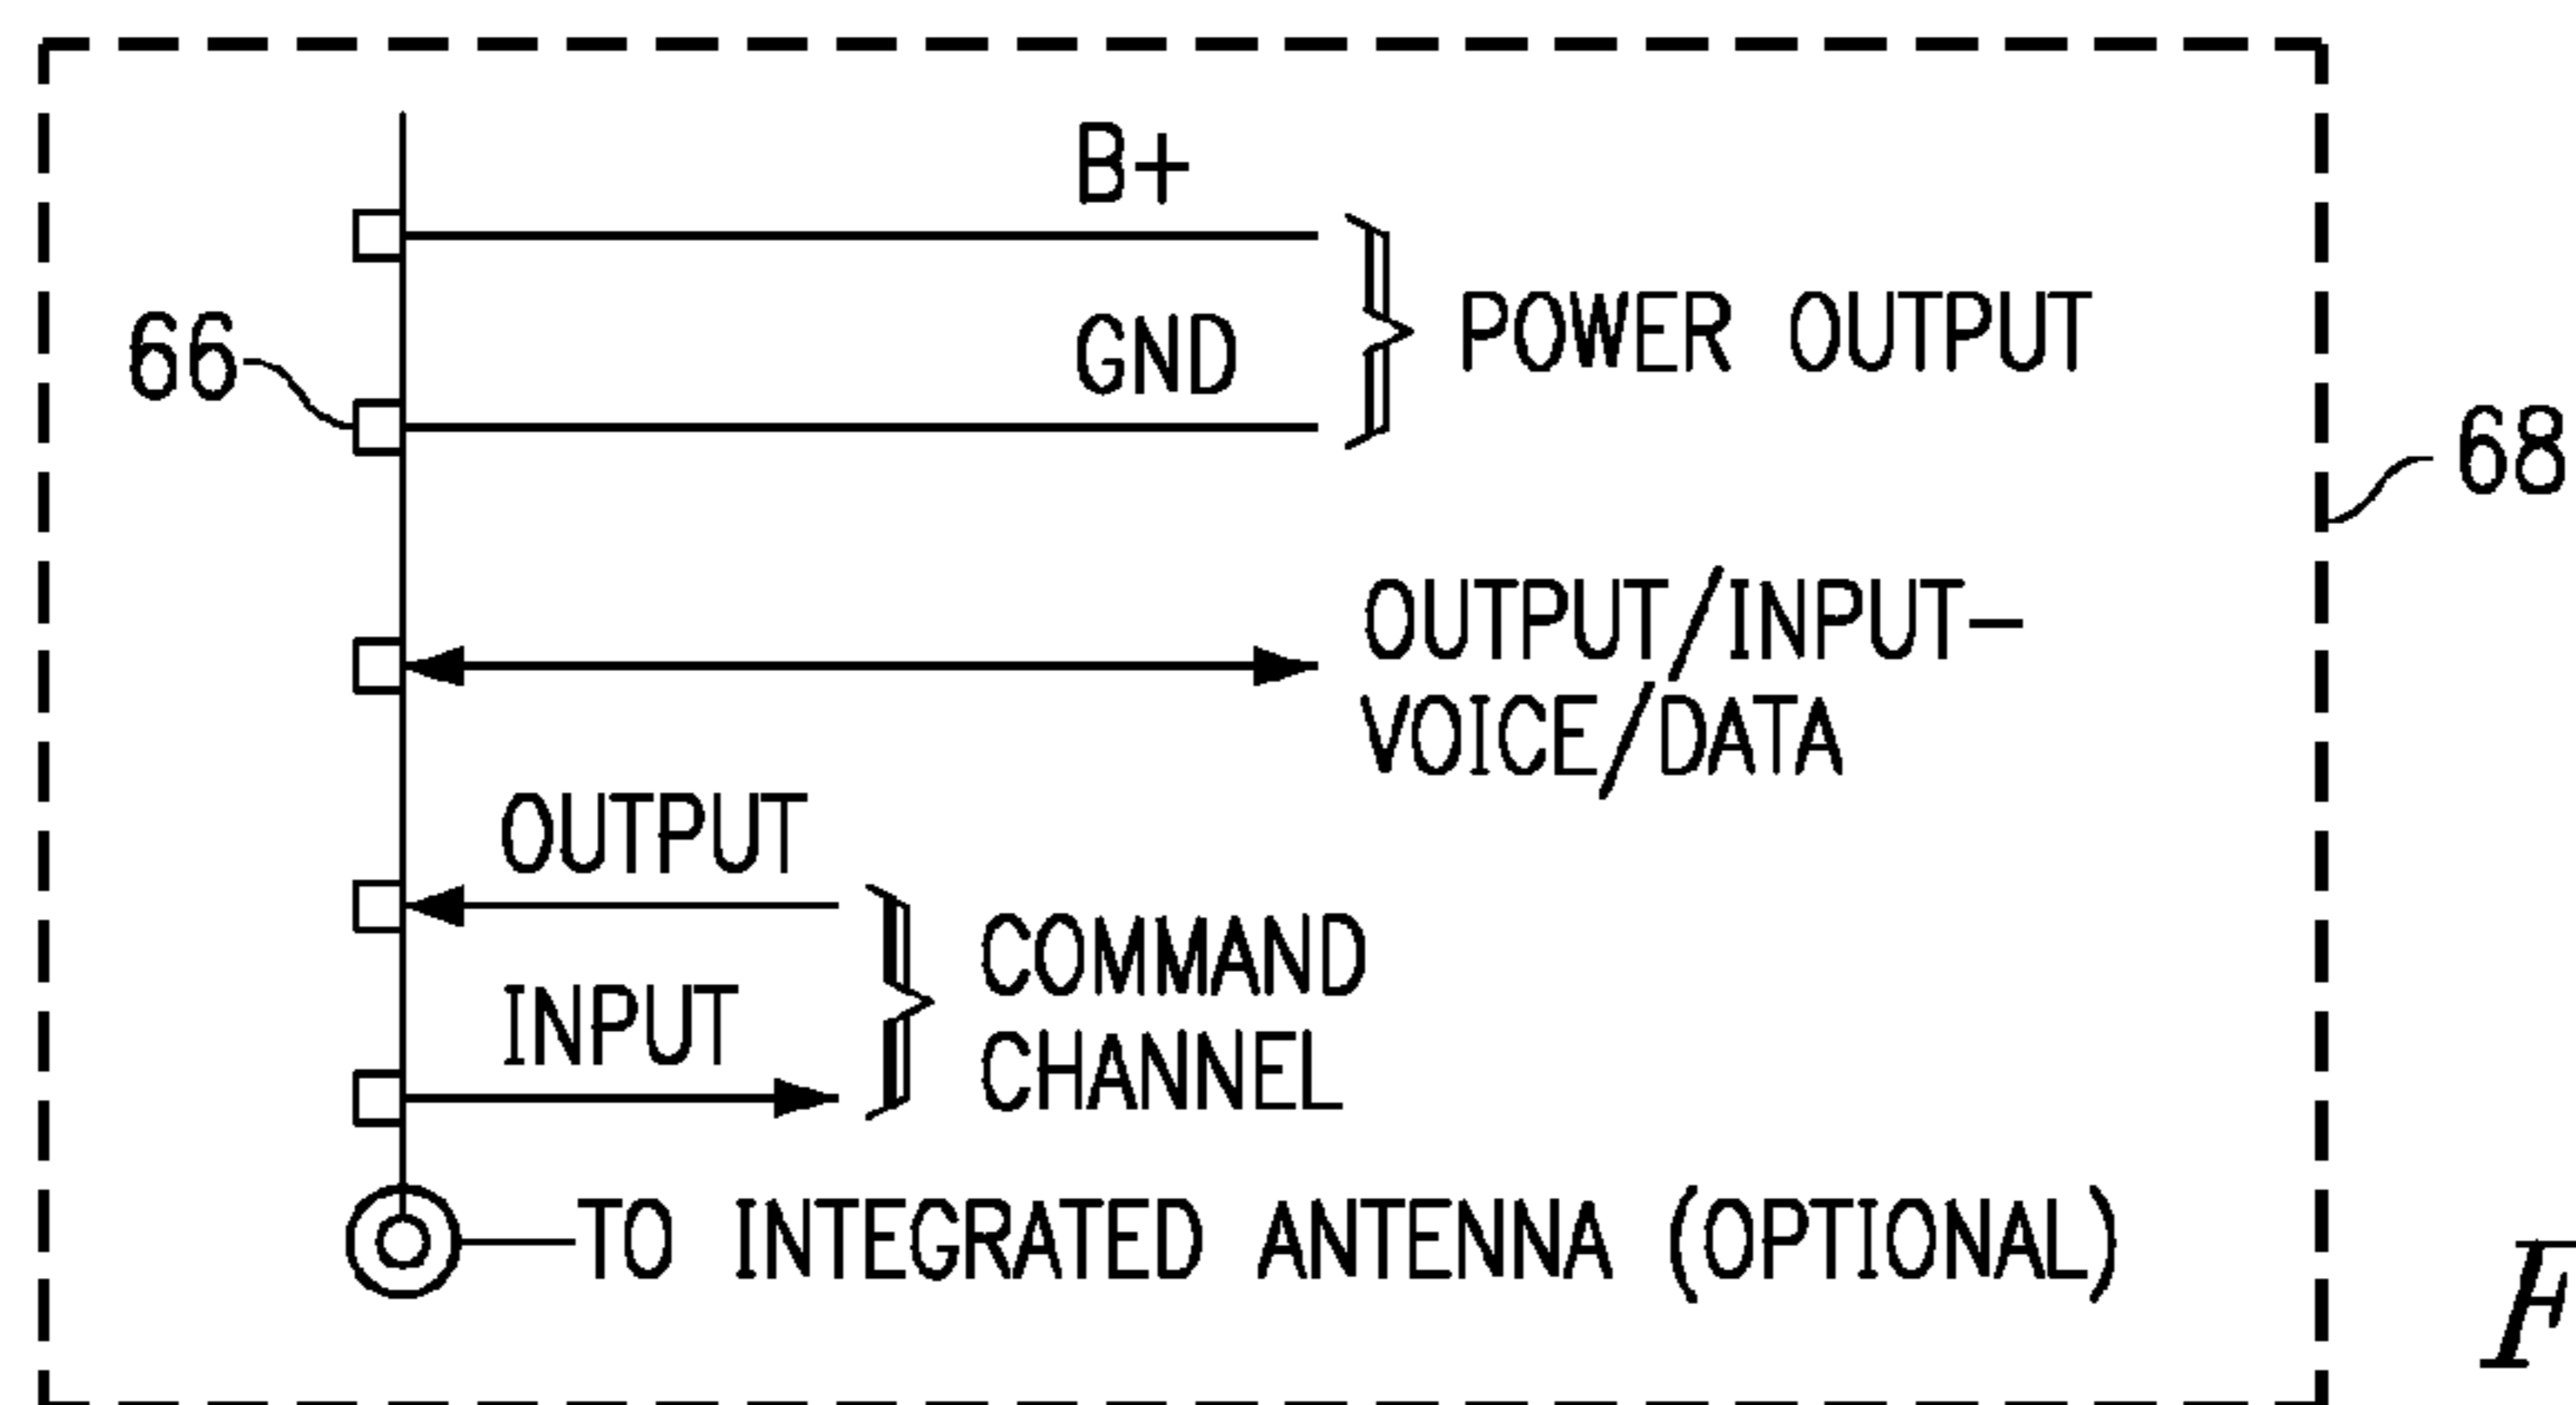 B+
GND
POWER OUTPUT
66
68
OUTPUT/INPUT-
VOICE/DATA
OUTPUT
INPUT
COMMAND
CHANNEL
TO INTEGRATED ANTENNA (OPTIONAL)
F